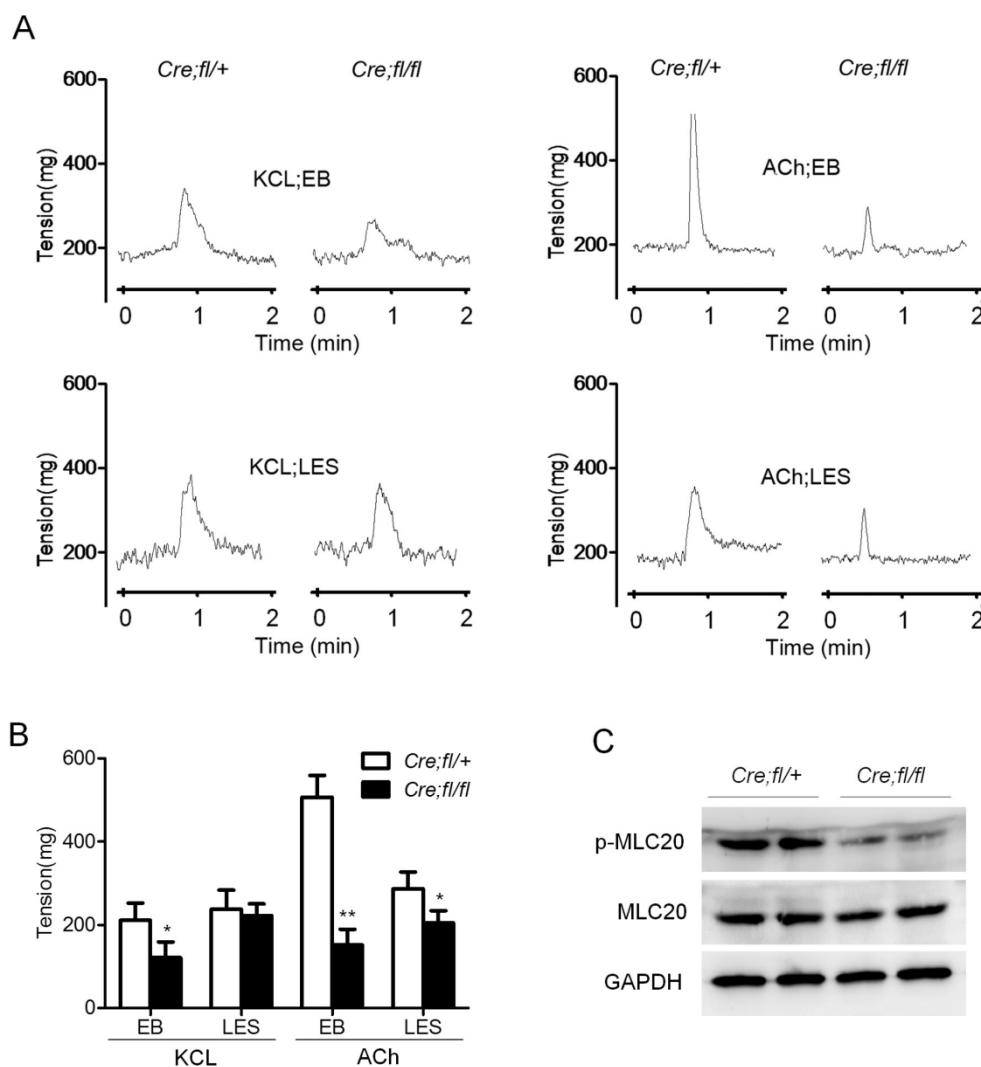 A
Cre;fl/+ Cre;fl/fl
600
400
200
Tension(mg)
KCL;EB
0 1 2
Time (min)
Cre;fl/+ Cre;fl/fl
600
400
200
Tension(mg)
ACh;EB
0 1 2
0 1 2
Time (min)
600
400
200
Tension(mg)
KCL;LES
0 1 2
0 1 2
Time (min)
600
400
200
Tension(mg)
ACh;LES
0 1 2
0 1 2
Time (min)
B
600
400
200
0
Tension(mg)
Cre;fl/+
Cre;fl/fl
*
**
*
EB LES EB LES
KCL ACh
C
Cre;fl/+ Cre;fl/fl
p-MLC20
MLC20
GAPDH